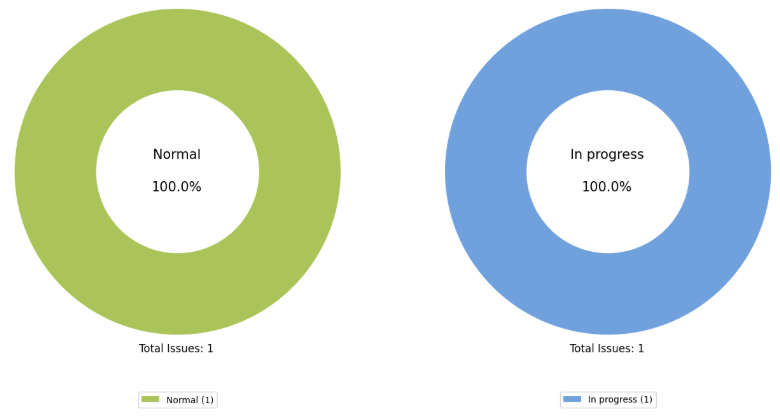 Normal
100.0%
Total Issues: 1
Normal (1)
In progress
100.0%
Total Issues: 1
In progress (1)